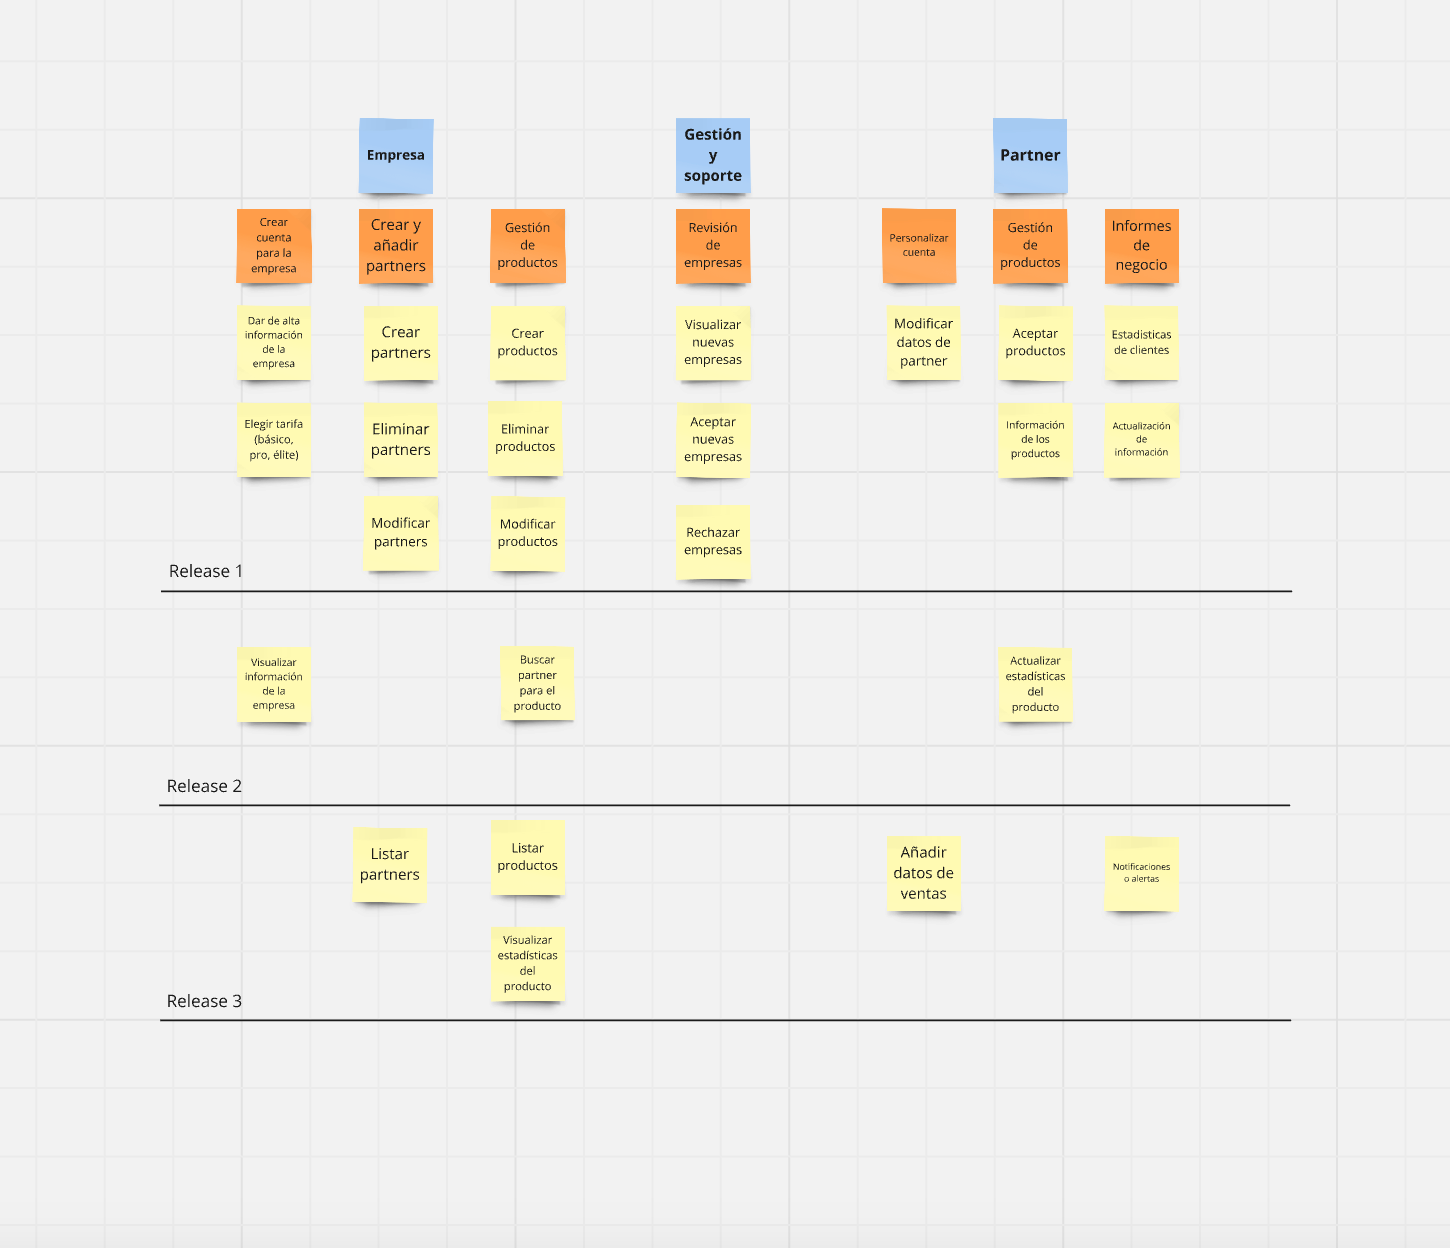 Empresa
Gestión
y
soporte
Partner
Crear
cuenta
para la
empresa
Crear y
añadir
partners
Gestión
de
productos
Revisión
de
empresas
Personalizar
cuenta
Gestión
de
productos
Informes
de
negocio
Dar de alta
información
de la
empresa
Crear
partners
Crear
productos
Visualizar
nuevas
empresas
Modificar
datos de
partner
Aceptar
productos
Estadisticas
de clientes
Elegir tarifa
(básico,
pro, élite)
Eliminar
partners
Eliminar
productos
Aceptar
nuevas
empresas
Información
de los
productos
Actualización
de
información
Modificar
partners
Modificar
productos
Rechazar
empresas
Release 1
Visualizar
información
de la
empresa
Buscar
partner
para el
producto
Actualizar
estadísticas
del
producto
Release 2
Listar
partners
Listar
productos
Añadir
datos de
ventas
Notificaciones
o alertas
Visualizar
estadísticas
del
producto
Release 3